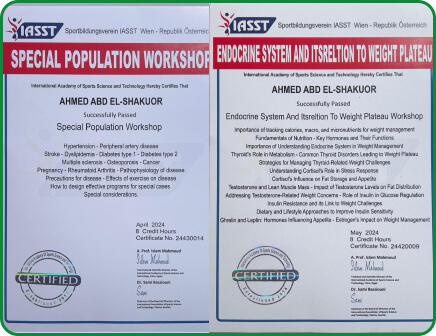 IASST
Sportbildungsverein IASST Wien - Republik Österreich
SPECIAL POPULATION WORKSHOP
International Academy of Sports Science and Technology Hereby Certifies That
AHMED ABD EL-SHAKUOR
Successfully Passed
Special Population Workshop
Hypertension - Peripheral artery disease
Stroke - Dyslipidemia - Diabetes type 1 - Diabetes type 2
Multiple sclerosis - Osteoporosis - Cancer
Pregnancy - Rheumatoid Arthritis - Pathophysiology of disease
Precautions for disease - Effects of exercise on disease
How to design effective programs for special cases
Special considerations.
April 2024
8 Credit Hours
Certificate No. 24430014
A. Prof. Islam Mahmoud
Dr. Sami Bassiouni
CERTIFIED
IASST
Sportbildungsverein IASST Wien - Republik Österreich
ENDOCRINE SYSTEM AND ITSRELTION TO WEIGHT PLATEAU
International Academy of Sports Science and Technology Hereby Certifies That
AHMED ABD EL-SHAKUOR
Successfully Passed
Endocrine System And Itsreltion To Weight Plateau Workshop
Importance of tracking calories, macro, and micronutrients for weight management
Fundamentals of Nutrition - Key Hormones and Their Functions
Importance of Understanding Endocrine System in Weight Management
Thyroid's Role in Metabolism - Common Thyroid Disorders Leading to Weight Plateau
Strategies for Managing Thyroid-Related Weight Challenges
Understanding Cortisol's Role in Stress Response
Cortisol's Influence on Fat Storage and Appetite
Testosterone and Lean Muscle Mass - Impact of Testosterone Levels on Fat Distribution
Addressing Testosterone-Related Weight Concerns - Role of Insulin in Glucose Regulation
Insulin Resistance and its Link to Weight Challenges
Dietary and Lifestyle Approaches to Improve Insulin Sensitivity
Ghrelin and Leptin: Hormones Influencing Appetite - Estrogen's Impact on Weight Management
May 2024
8 Credit Hours
Certificate No. 24420009
A. Prof. Islam Mahmoud
Dr. Sami Bassiouni
CERTIFIED